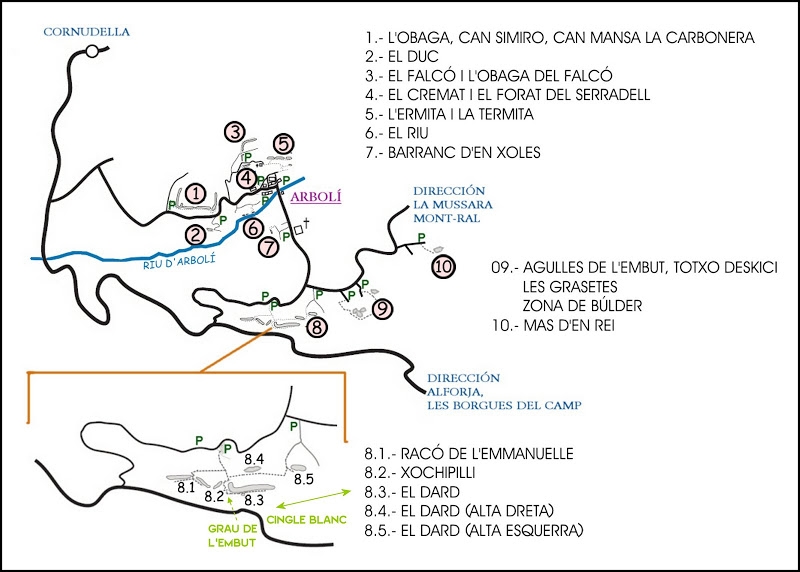 CORNUDELLA
1.- L'OBAGA, CAN SIMIRO, CAN MANSA LA CARBONERA
2.- EL DUC
3.- EL FALCÓ I L'OBAGA DEL FALCÓ
4.- EL CREMAT I EL FORAT DEL SERRADELL
5.- L'ERMITA I LA TERMITA
6.- EL RIU
7.- BARRANC D'EN XOLES
3
P
5
P
4
1
P
P
ARBOLÍ
P
2
6
7
P
RIU D'ARBOLÍ
DIRECCIÓN
LA MUSSARA
MONT-RAL
P
10
09.- AGULLES DE L'EMBUT, TOTXO DESKICI
LES GRASETES
ZONA DE BÚLDER
10.- MAS D'EN REI
P
P
P
P
P
8
9
DIRECCIÓN
ALFORJA,
LES BORGUES DEL CAMP
P
P
P
8.4
8.5
8.1
8.2
8.3
GRAU DE
L'EMBUT
CINGLE BLANC
8.1.- RACÓ DE L'EMMANUELLE
8.2.- XOCHIPILLI
8.3.- EL DARD
8.4.- EL DARD (ALTA DRETA)
8.5.- EL DARD (ALTA ESQUERRA)